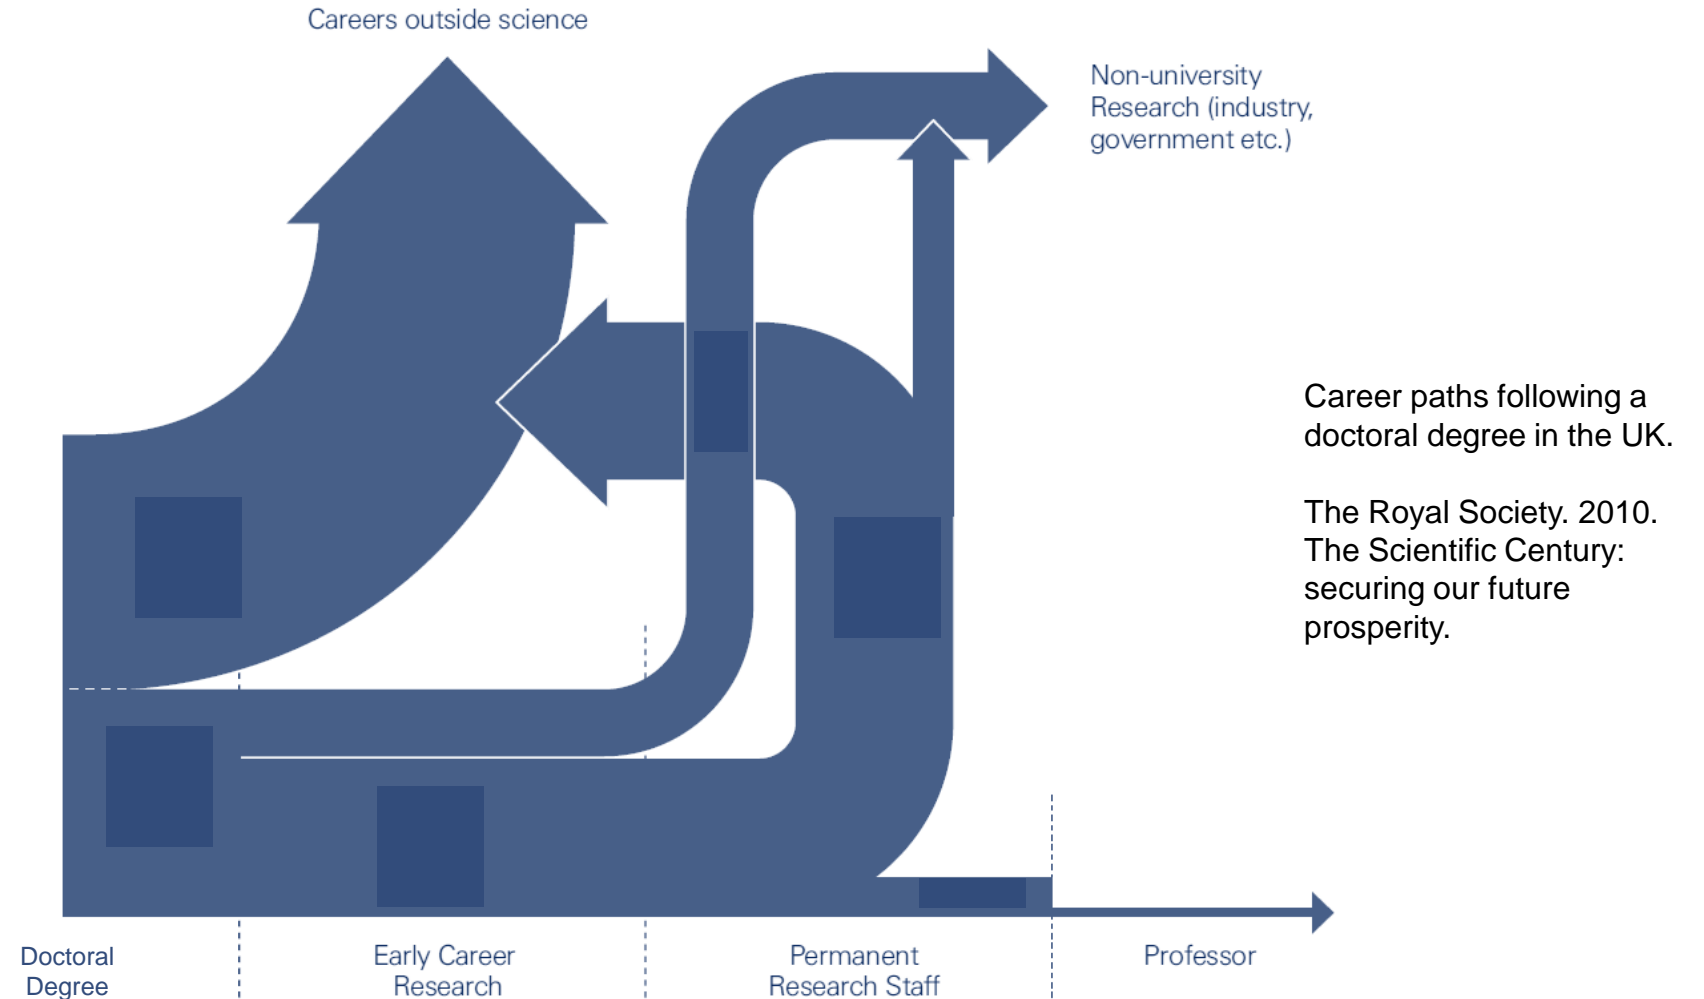 Careers outside science
Non-university
Research (industry,
government etc.)
Career paths following a
doctoral degree in the UK.
The Royal Society. 2010.
The Scientific Century:
securing our future
prosperity.
Doctoral
Degree
Early Career
Research
Permanent
Research Staff
Professor